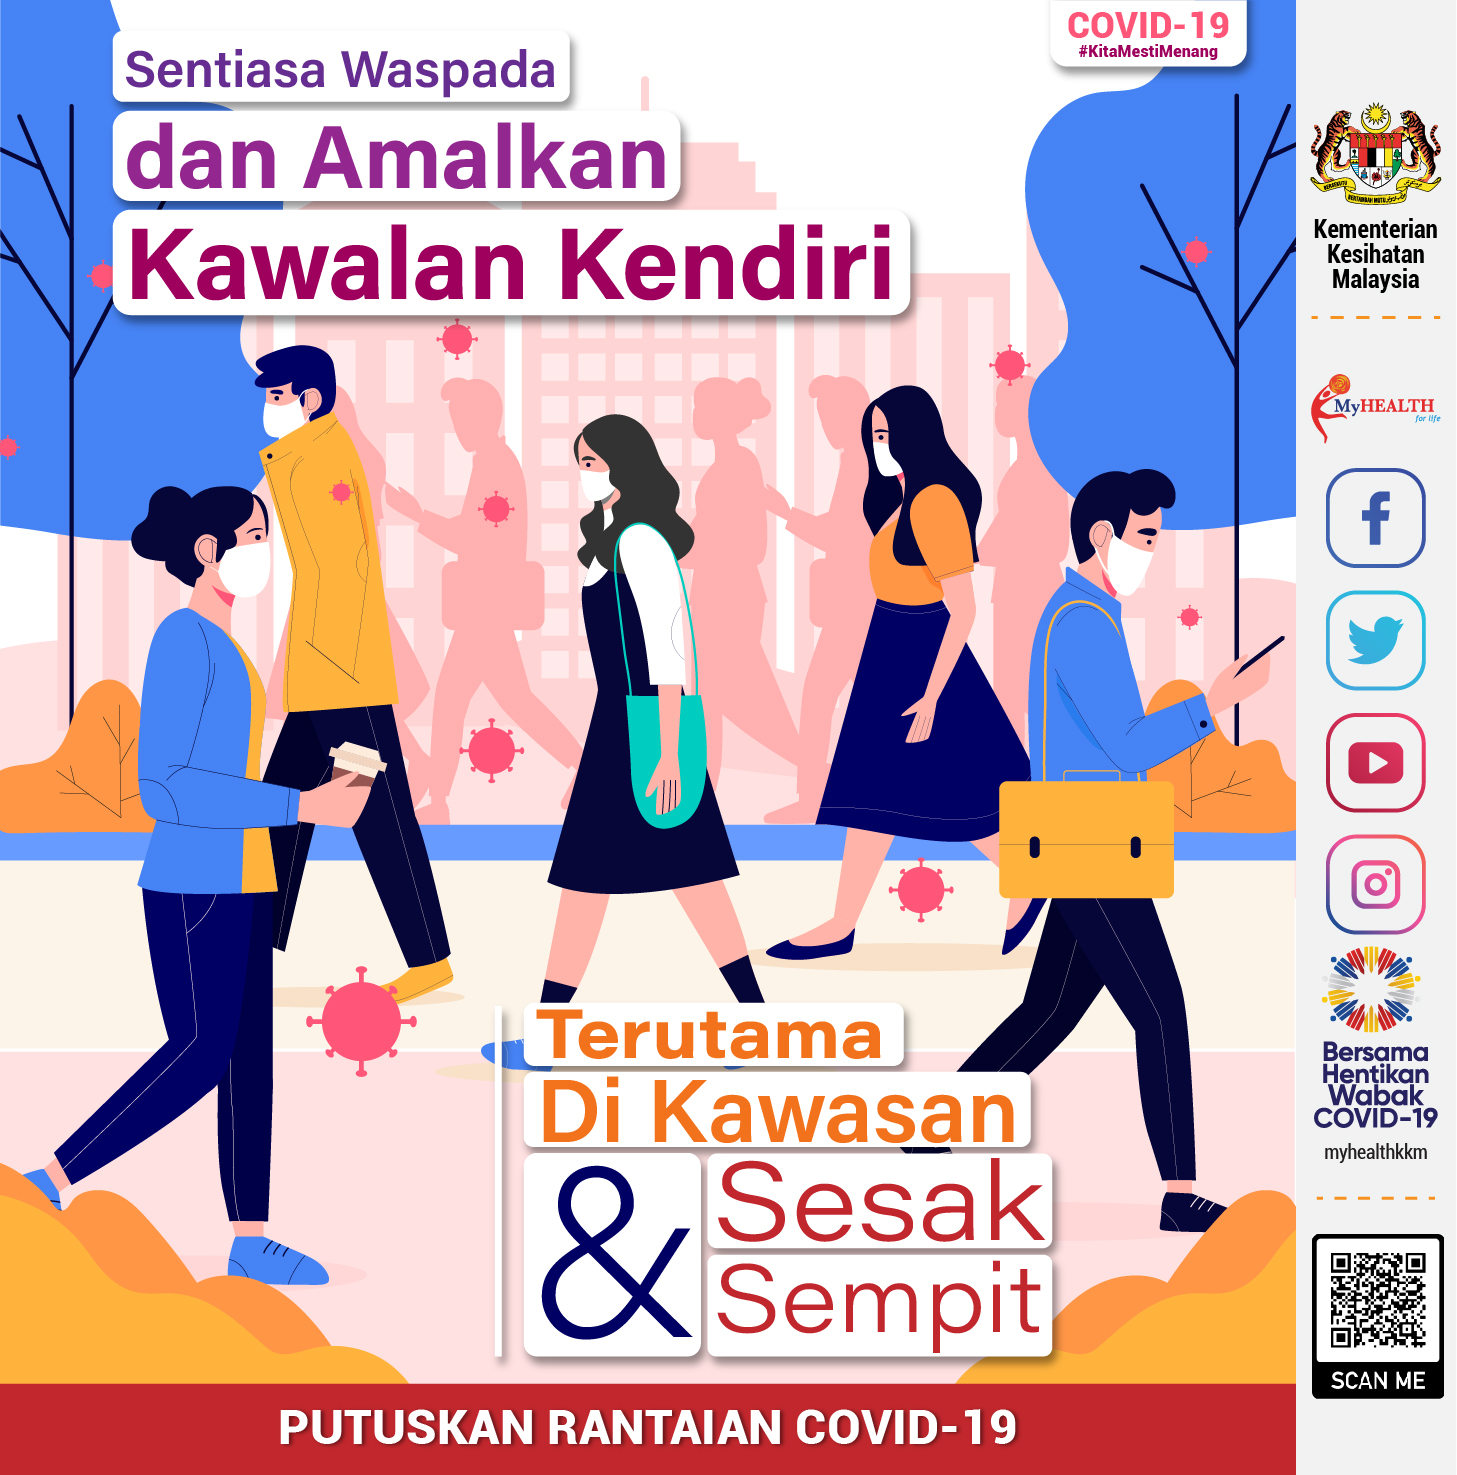 Sentiasa Waspada
dan Amalkan
Kawalan Kendiri
COVID-19
#KitaMestiMenang
Terutama
Di Kawasan
& Sesak
Sempit
PUTUSKAN RANTAIAN COVID-19
Kementerian
Kesihatan
Malaysia
MyHEALTH
for life
Bersama
Hentikan
Wabak
COVID-19
myhealthkkm
SCAN ME